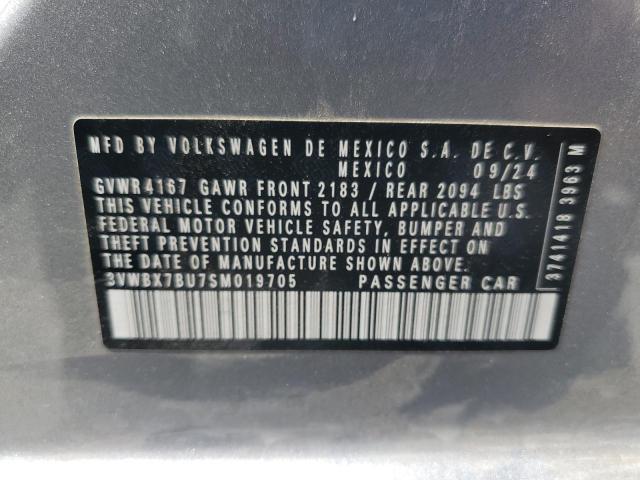 MFD BY VOLKSWAGEN DE MEXICO S.A. DE C.V.
MEXICO 09/24
GVWR4167 GAWR FRONT 2183 / REAR 2094 LBS
THIS VEHICLE CONFORMS TO ALL APPLICABLE U.S.
FEDERAL MOTOR VEHICLE SAFETY, BUMPER AND
THEFT PREVENTION STANDARDS IN EFFECT ON
THE DATE OF MANUFACTURE SHOWN ABOVE.
3VWBX7BU7SM019705 PASSENGER CAR
3741418 3963 M